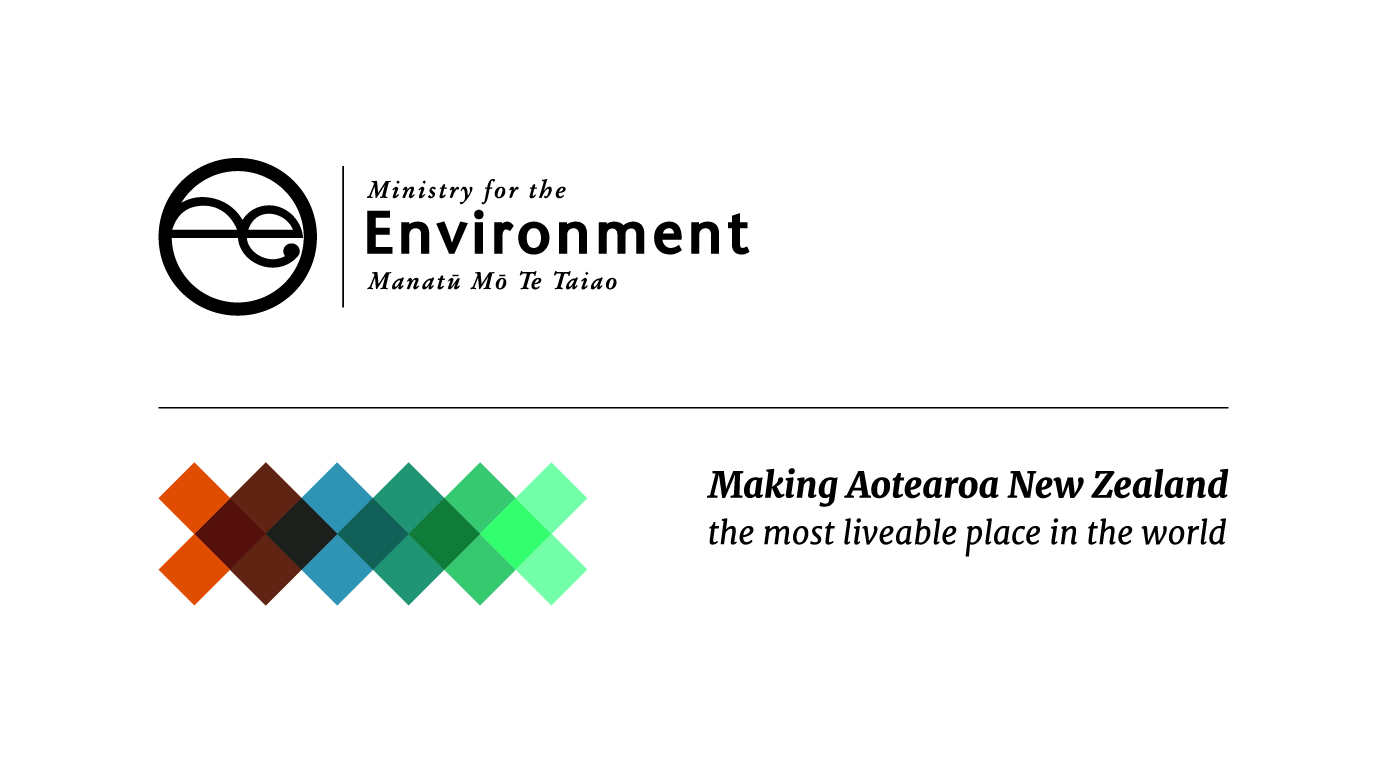 Ministry for the
Environment
Manatū Mō Te Taiao
Making Aotearoa New Zealand
the most liveable place in the world